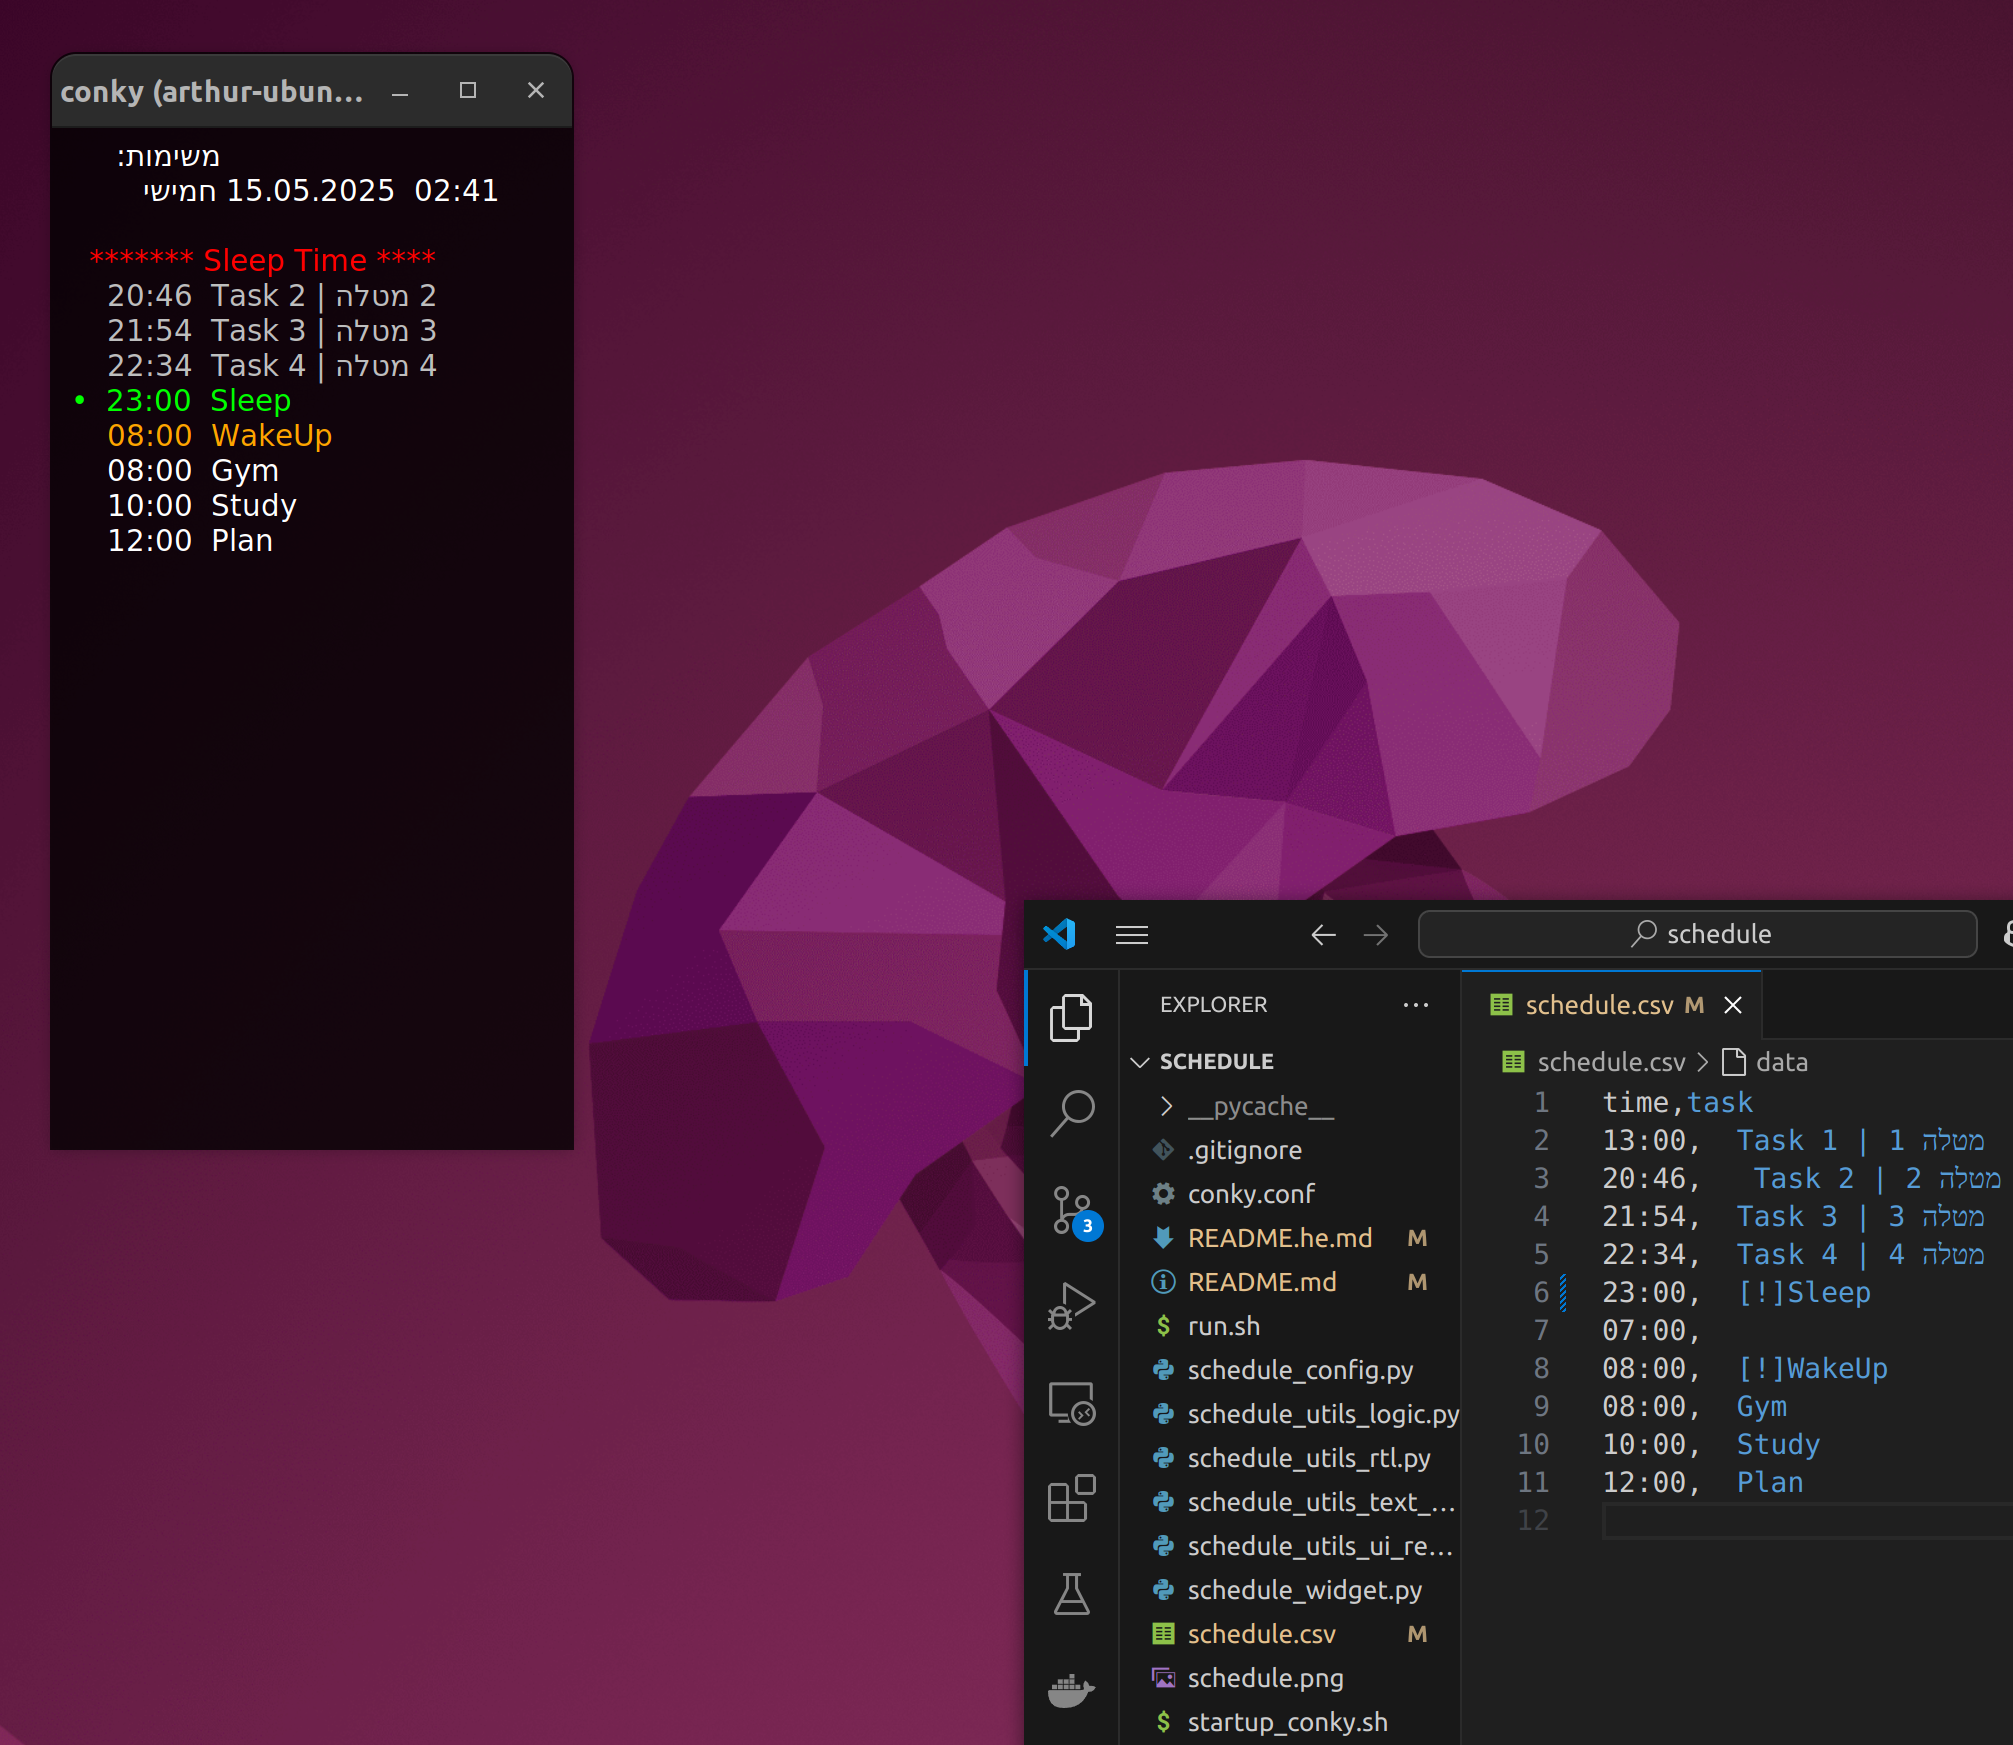 conky (arthur-ubun...
משימות:
חמישי 15.05.2025 02:41
******* Sleep Time ****
20:46 Task 2 | מטלה 2
21:54 Task 3 | מטלה 3
22:34 Task 4 | מטלה 4
• 23:00 Sleep
08:00 WakeUp
08:00 Gym
10:00 Study
12:00 Plan
schedule
EXPLORER
SCHEDULE
__pycache__
.gitignore
conky.conf
README.he.md M
README.md M
run.sh
schedule_config.py
schedule_utils_logic.py
schedule_utils_rtl.py
schedule_utils_text_...
schedule_utils_ui_re...
schedule_widget.py
schedule.csv M
schedule.png
startup_conky.sh
3
schedule.csv M
schedule.csv > data
1 time,task
2 13:00, Task 1 | מטלה 1
3 20:46, Task 2 | מטלה 2
4 21:54, Task 3 | מטלה 3
5 22:34, Task 4 | מטלה 4
6 23:00, [!]Sleep
7 07:00,
8 08:00, [!]WakeUp
9 08:00, Gym
10 10:00, Study
11 12:00, Plan
12